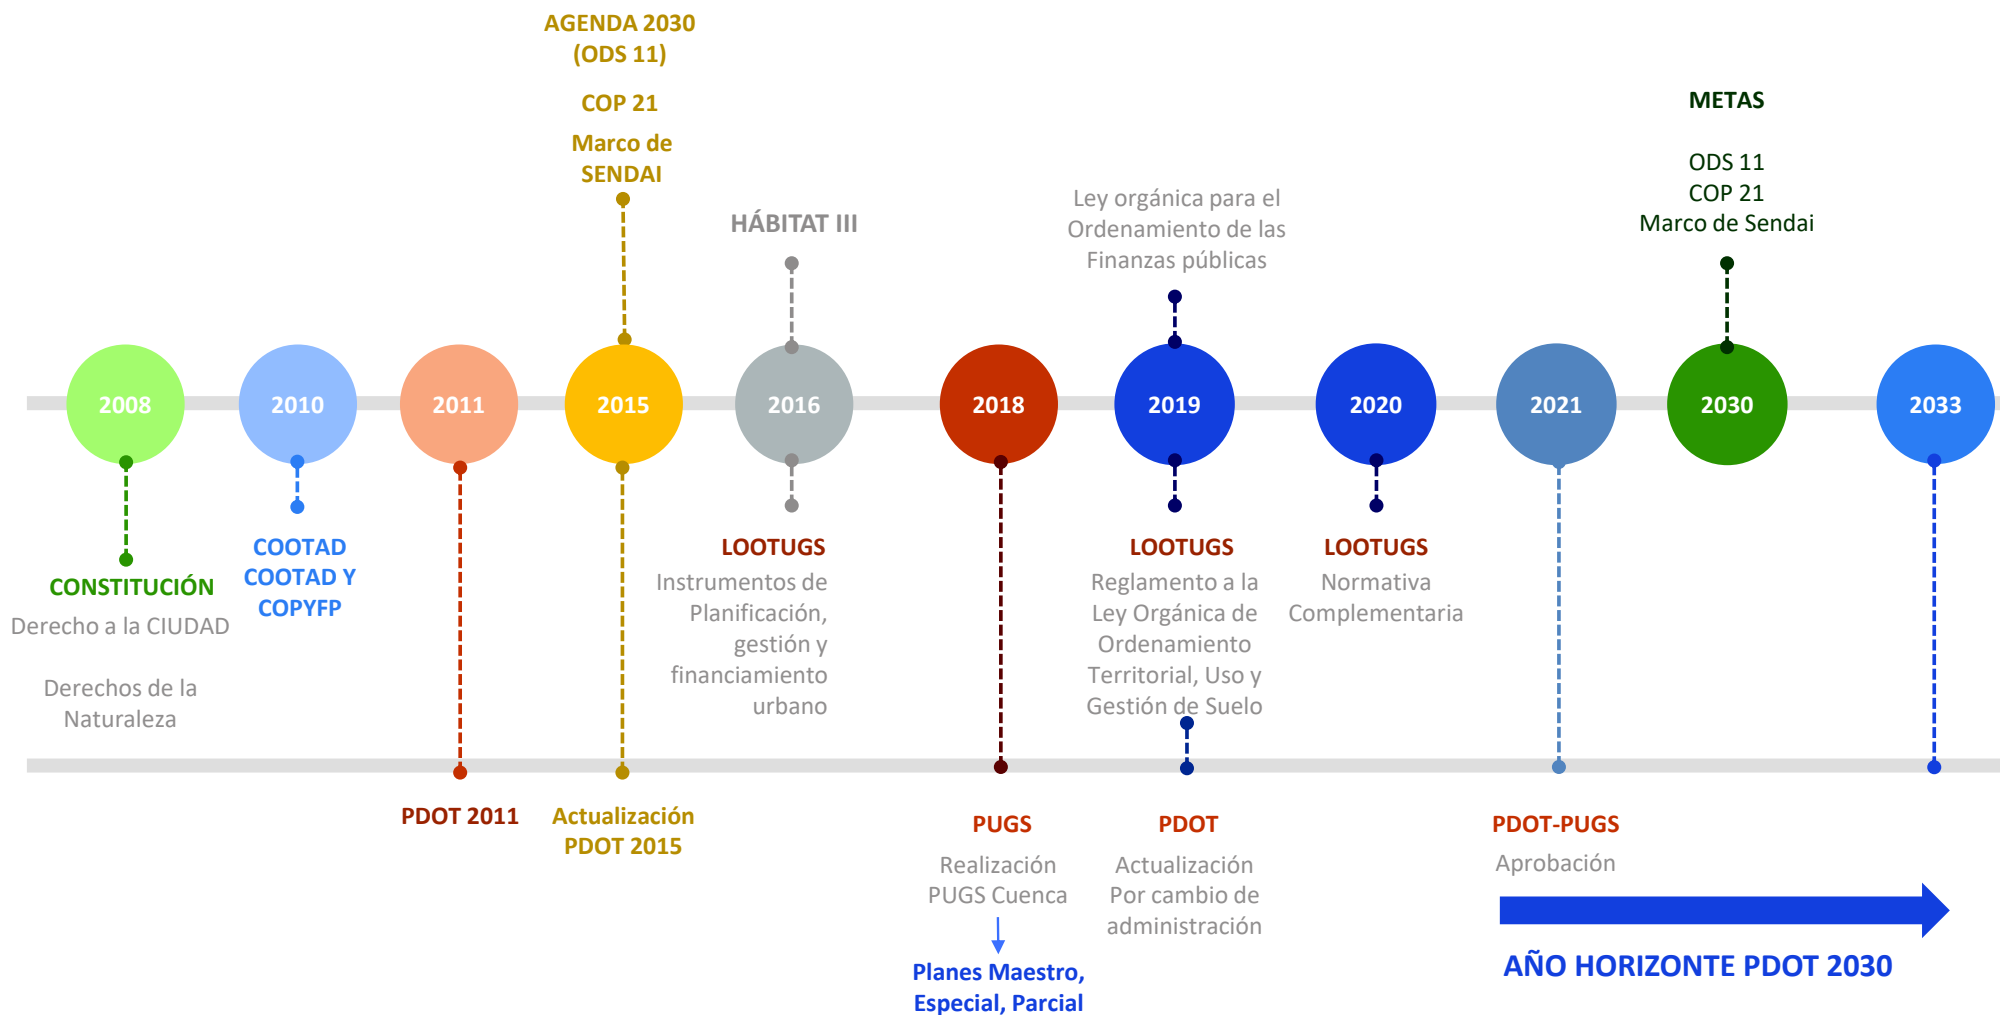 AGENDA 2030
(ODS 11)
COP 21
Marco de
SENDAI
HÁBITAT III
Ley orgánica para el
Ordenamiento de las
Finanzas públicas
METAS
ODS 11
COP 21
Marco de Sendai
2008
2010
2011
2015
2016
2018
2019
2020
2021
2030
2033
CONSTITUCIÓN
Derecho a la CIUDAD
Derechos de la
Naturaleza
COOTAD
COOTAD Y
COPYFP
LOOTUGS
Instrumentos de
Planificación,
gestión y
financiamiento
urbano
LOOTUGS
Reglamento a la
Ley Orgánica de
Ordenamiento
Territorial, Uso y
Gestión de Suelo
LOOTUGS
Normativa
Complementaria
PDOT 2011
Actualización
PDOT 2015
PUGS
Realización
PUGS Cuenca
Planes Maestro,
Especial, Parcial
PDOT
Actualización
Por cambio de
administración
PDOT-PUGS
Aprobación
AÑO HORIZONTE PDOT 2030